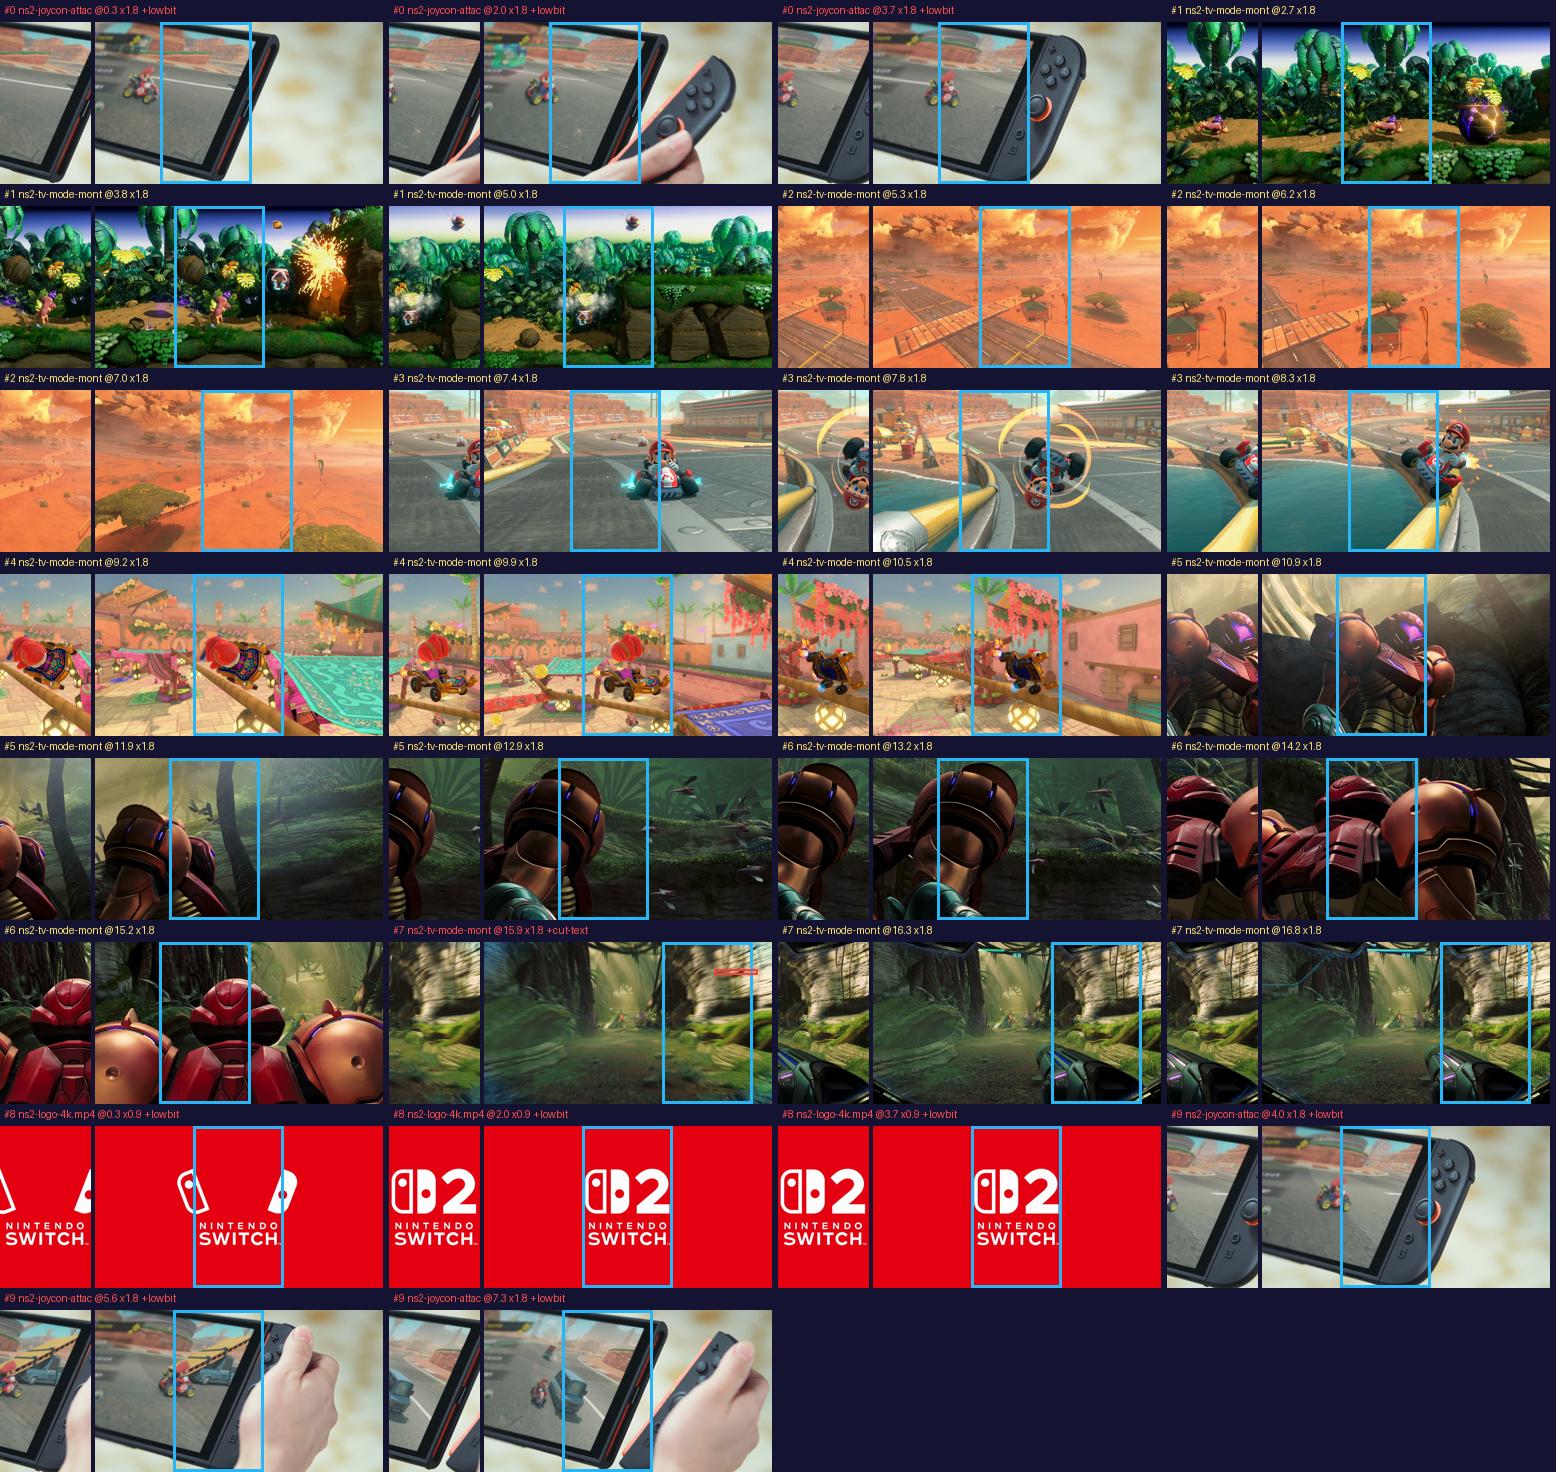 #0 ns2-joycon-attac @0.3 x1.8 +lowbit
#0 ns2-joycon-attac @2.0 x1.8 +lowbit
#0 ns2-joycon-attac @3.7 x1.8 +lowbit
#1 ns2-tv-mode-mont @2.7 x1.8
#1 ns2-tv-mode-mont @3.8 x1.8
#1 ns2-tv-mode-mont @5.0 x1.8
#2 ns2-tv-mode-mont @5.3 x1.8
#2 ns2-tv-mode-mont @6.2 x1.8
#2 ns2-tv-mode-mont @7.0 x1.8
#3 ns2-tv-mode-mont @7.4 x1.8
#3 ns2-tv-mode-mont @7.8 x1.8
#3 ns2-tv-mode-mont @8.3 x1.8
#4 ns2-tv-mode-mont @9.2 x1.8
#4 ns2-tv-mode-mont @9.9 x1.8
#4 ns2-tv-mode-mont @10.5 x1.8
#5 ns2-tv-mode-mont @10.9 x1.8
#5 ns2-tv-mode-mont @11.9 x1.8
#5 ns2-tv-mode-mont @12.9 x1.8
#6 ns2-tv-mode-mont @13.2 x1.8
#6 ns2-tv-mode-mont @14.2 x1.8
#6 ns2-tv-mode-mont @15.2 x1.8
#7 ns2-tv-mode-mont @15.9 x1.8 +cut-text
#7 ns2-tv-mode-mont @16.3 x1.8
#7 ns2-tv-mode-mont @16.8 x1.8
#8 ns2-logo-4k.mp4 @0.3 x0.9 +lowbit
NINTENDO
SWITCH
NINTENDO
SWITCH
#8 ns2-logo-4k.mp4 @2.0 x0.9 +lowbit
2
NINTENDO
SWITCH
2
NINTENDO
SWITCH
#8 ns2-logo-4k.mp4 @3.7 x0.9 +lowbit
2
NINTENDO
SWITCH
2
NINTENDO
SWITCH
#9 ns2-joycon-attac @4.0 x1.8 +lowbit
#9 ns2-joycon-attac @5.6 x1.8 +lowbit
#9 ns2-joycon-attac @7.3 x1.8 +lowbit